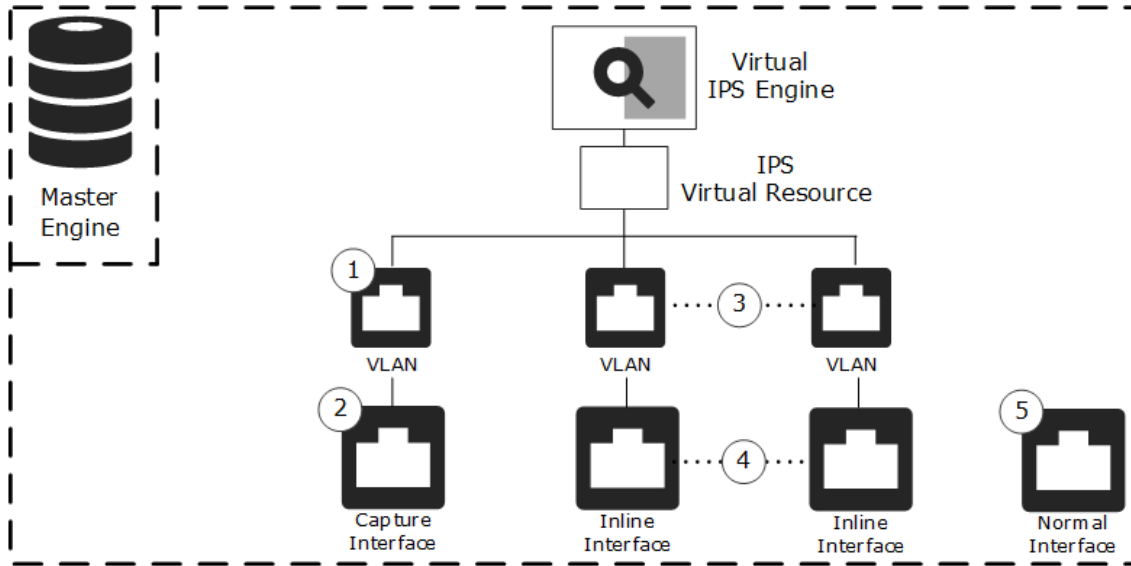 Master
Engine
Virtual
IPS Engine
IPS
Virtual Resource
1
3
VLAN
VLAN
VLAN
2
4
5
Capture
Interface
Inline
Interface
Inline
Interface
Normal
Interface